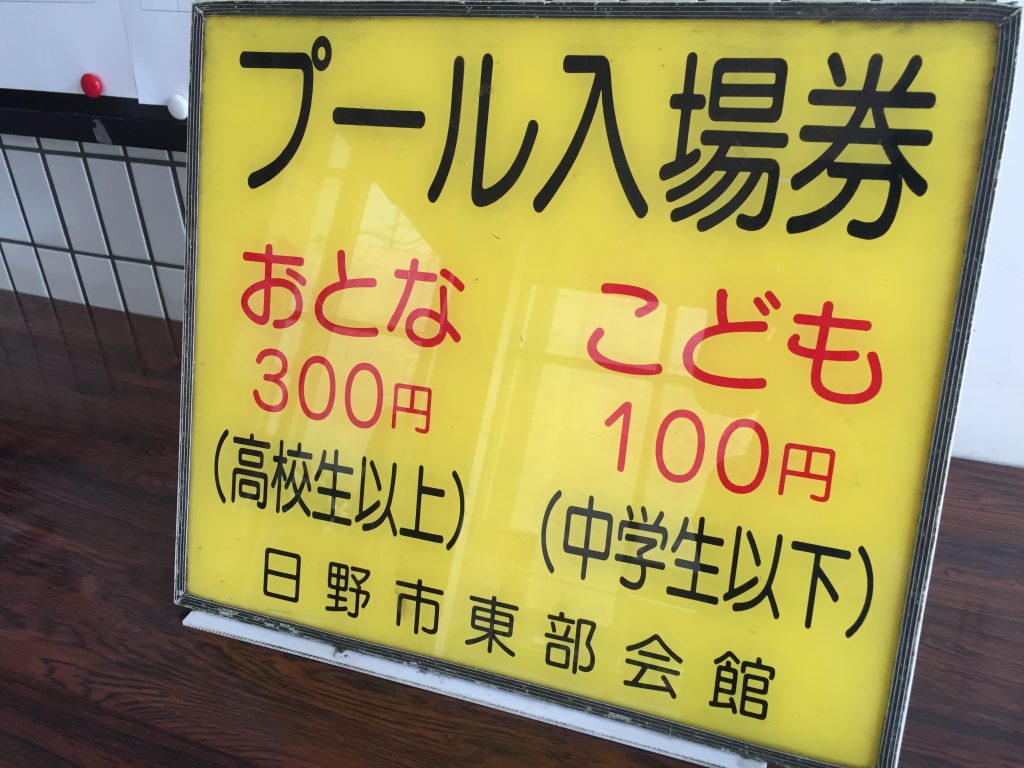 プール入場券
おとな こども
300円 100円
(高校生以上) (中学生以下)
日野市東部会館